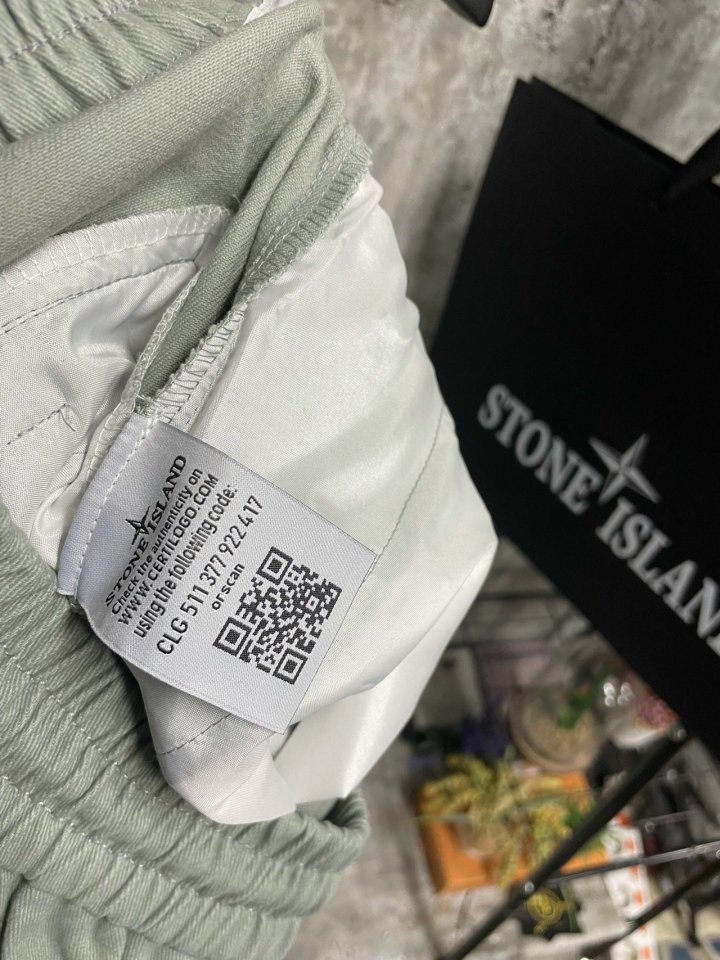 STONE ISLAND
Check the authenticity on
WWW.CERTILOGO.COM
using the following code:
CLG 511 377 922 417
or scan
STONE ISLAN